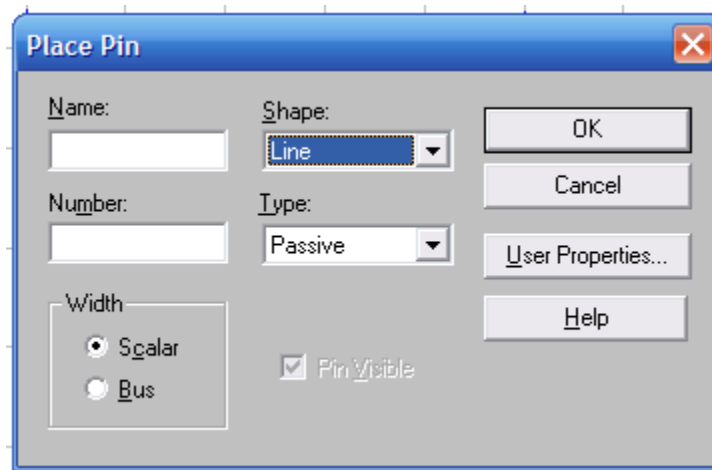 Place Pin
Name:
Shape:
Line
OK
Cancel
Number:
Type:
Passive
User Properties...
Width
Scalar
Bus
Pin Visible
Help